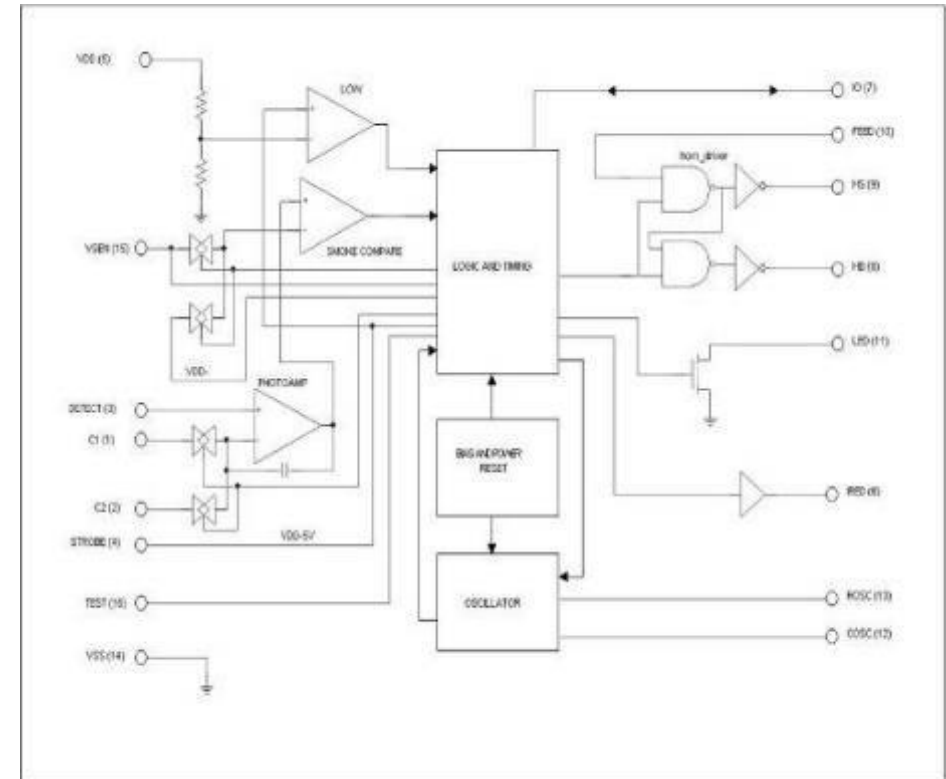 VDD (5)
LOW
IO (7)
FEED (10)
horn_driver
HS (9)
SMOKE COMPARE
VSEN (15)
LOGIC AND TIMING
HB (8)
VDD-
LED (11)
PHOTOAMP
DETECT (3)
C1 (1)
BIAS AND POWER
RESET
IRED (6)
C2 (2)
VDD-5V
STROBE (4)
TEST (16)
OSCILLATOR
ROSC (13)
COSC (12)
VSS (14)